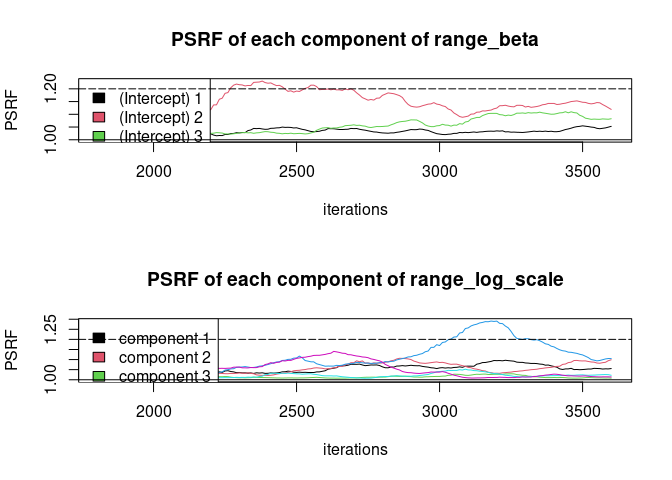 PSRF of each component of range_beta
PSRF
1.20
1.00
(Intercept) 1
(Intercept) 2
(Intercept) 3
2000 2500 3000 3500
iterations
PSRF of each component of range_log_scale
PSRF
1.25
1.00
component 1
component 2
component 3
2000 2500 3000 3500
iterations